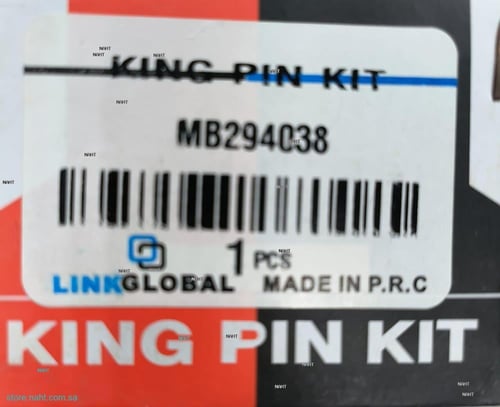 KING PIN KIT
MB294038
1 PCS
LINKGLOBAL MADE IN P.R.C
KING PIN KIT
store.naht.com.sa